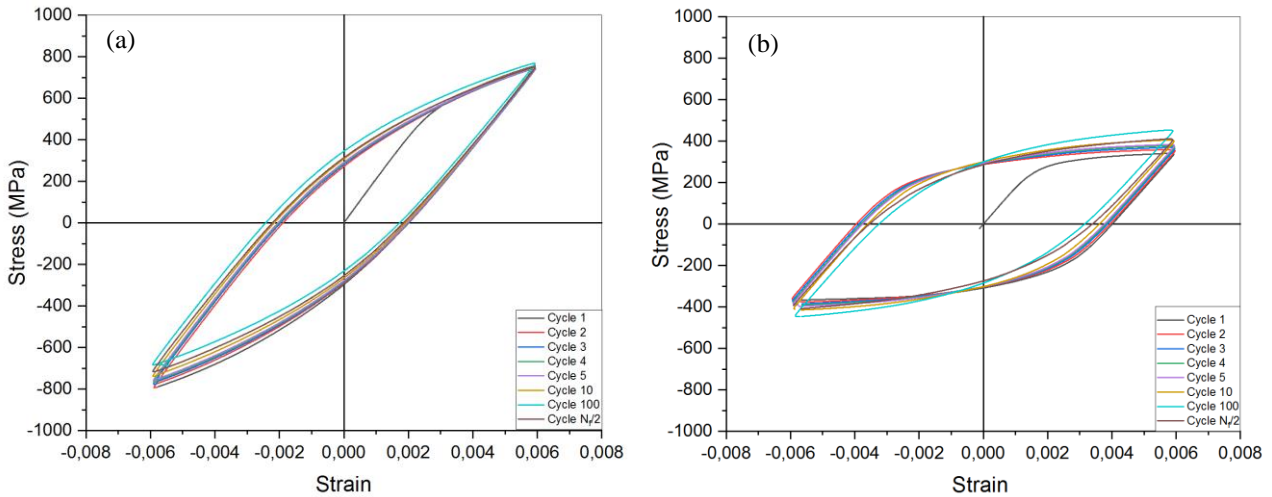 (a)
1000
800
600
400
200
0
-200
-400
-600
-800
-1000
Stress (MPa)
-0,008 -0,006 -0,004 -0,002 0,000 0,002 0,004 0,006 0,008
Strain
Cycle 1
Cycle 2
Cycle 3
Cycle 4
Cycle 5
Cycle 10
Cycle 100
Cycle Nf/2
(b)
1000
800
600
400
200
0
-200
-400
-600
-800
-1000
Stress (MPa)
-0,008 -0,006 -0,004 -0,002 0,000 0,002 0,004 0,006 0,008
Strain
Cycle 1
Cycle 2
Cycle 3
Cycle 4
Cycle 5
Cycle 10
Cycle 100
Cycle Nf/2